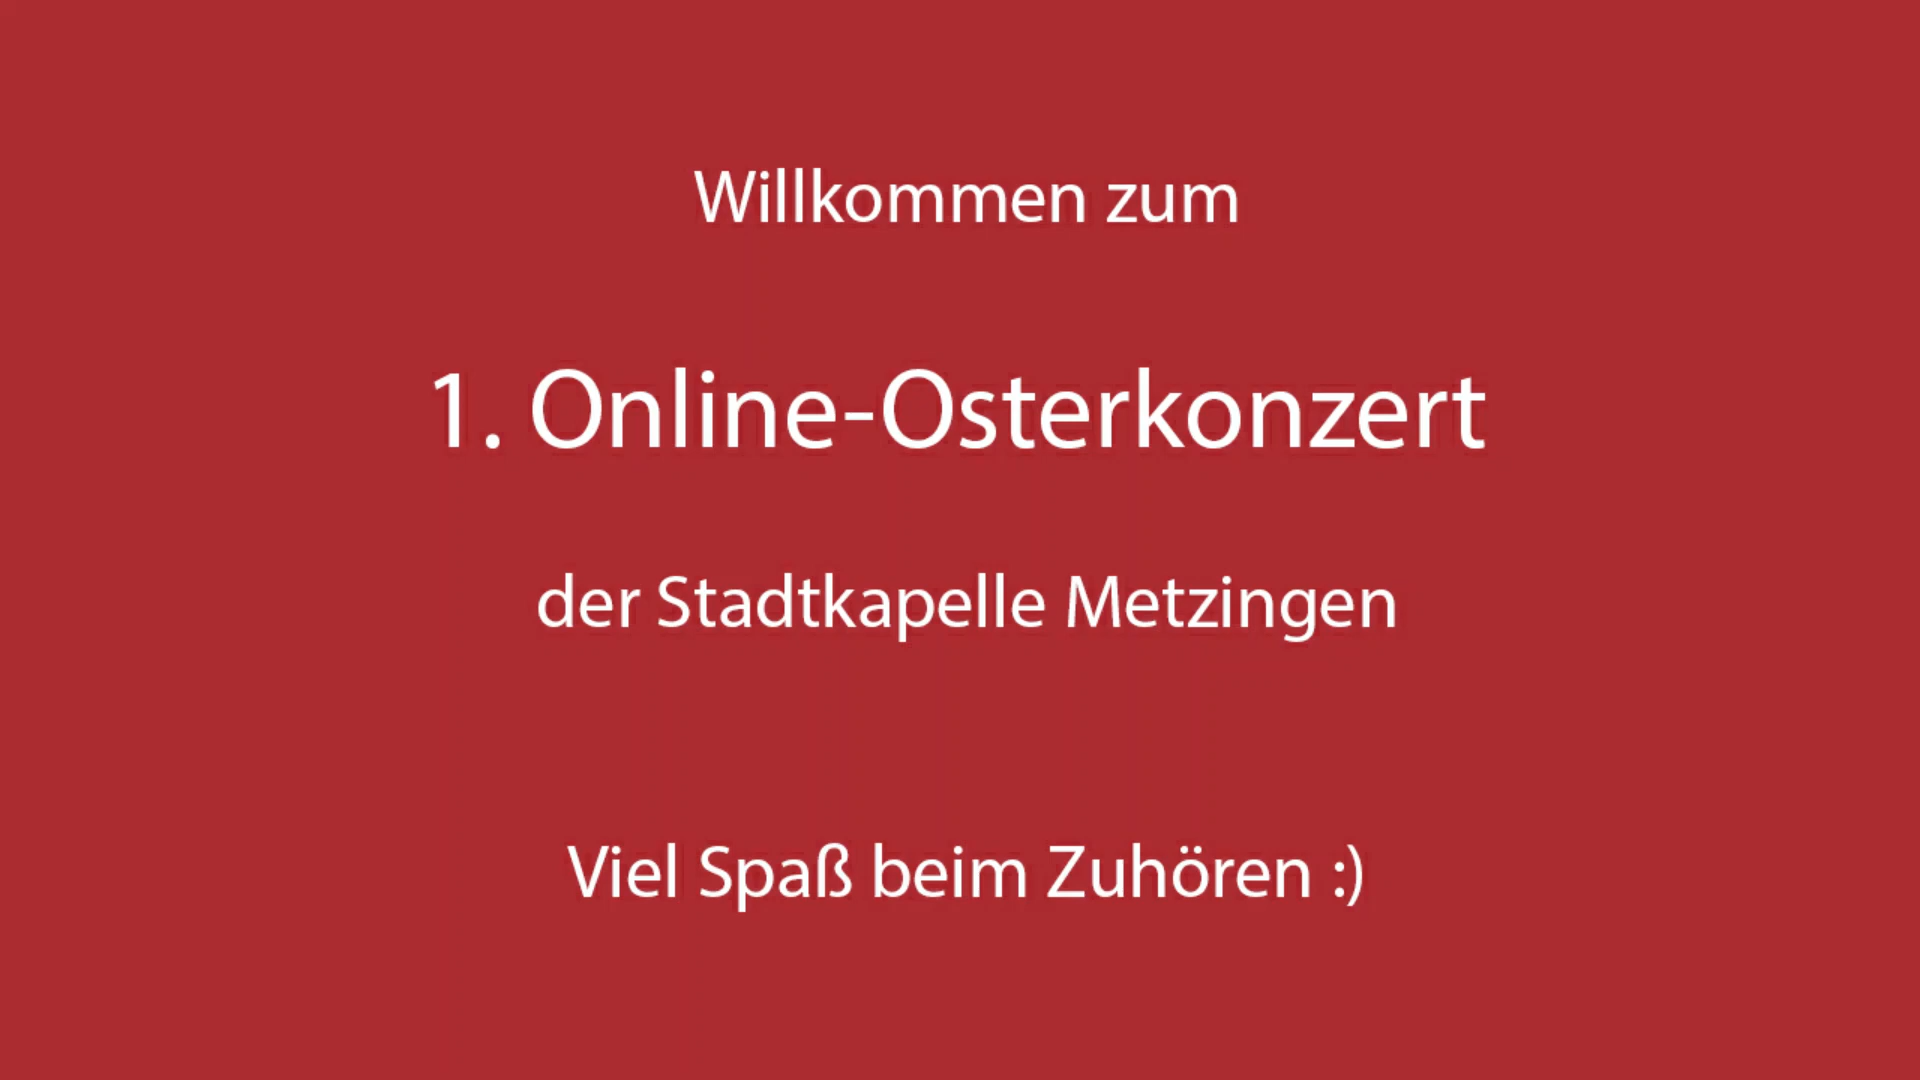 Willkommen zum
1. Online-Osterkonzert
der Stadtkapelle Metzingen
Viel Spaß beim Zuhören :)